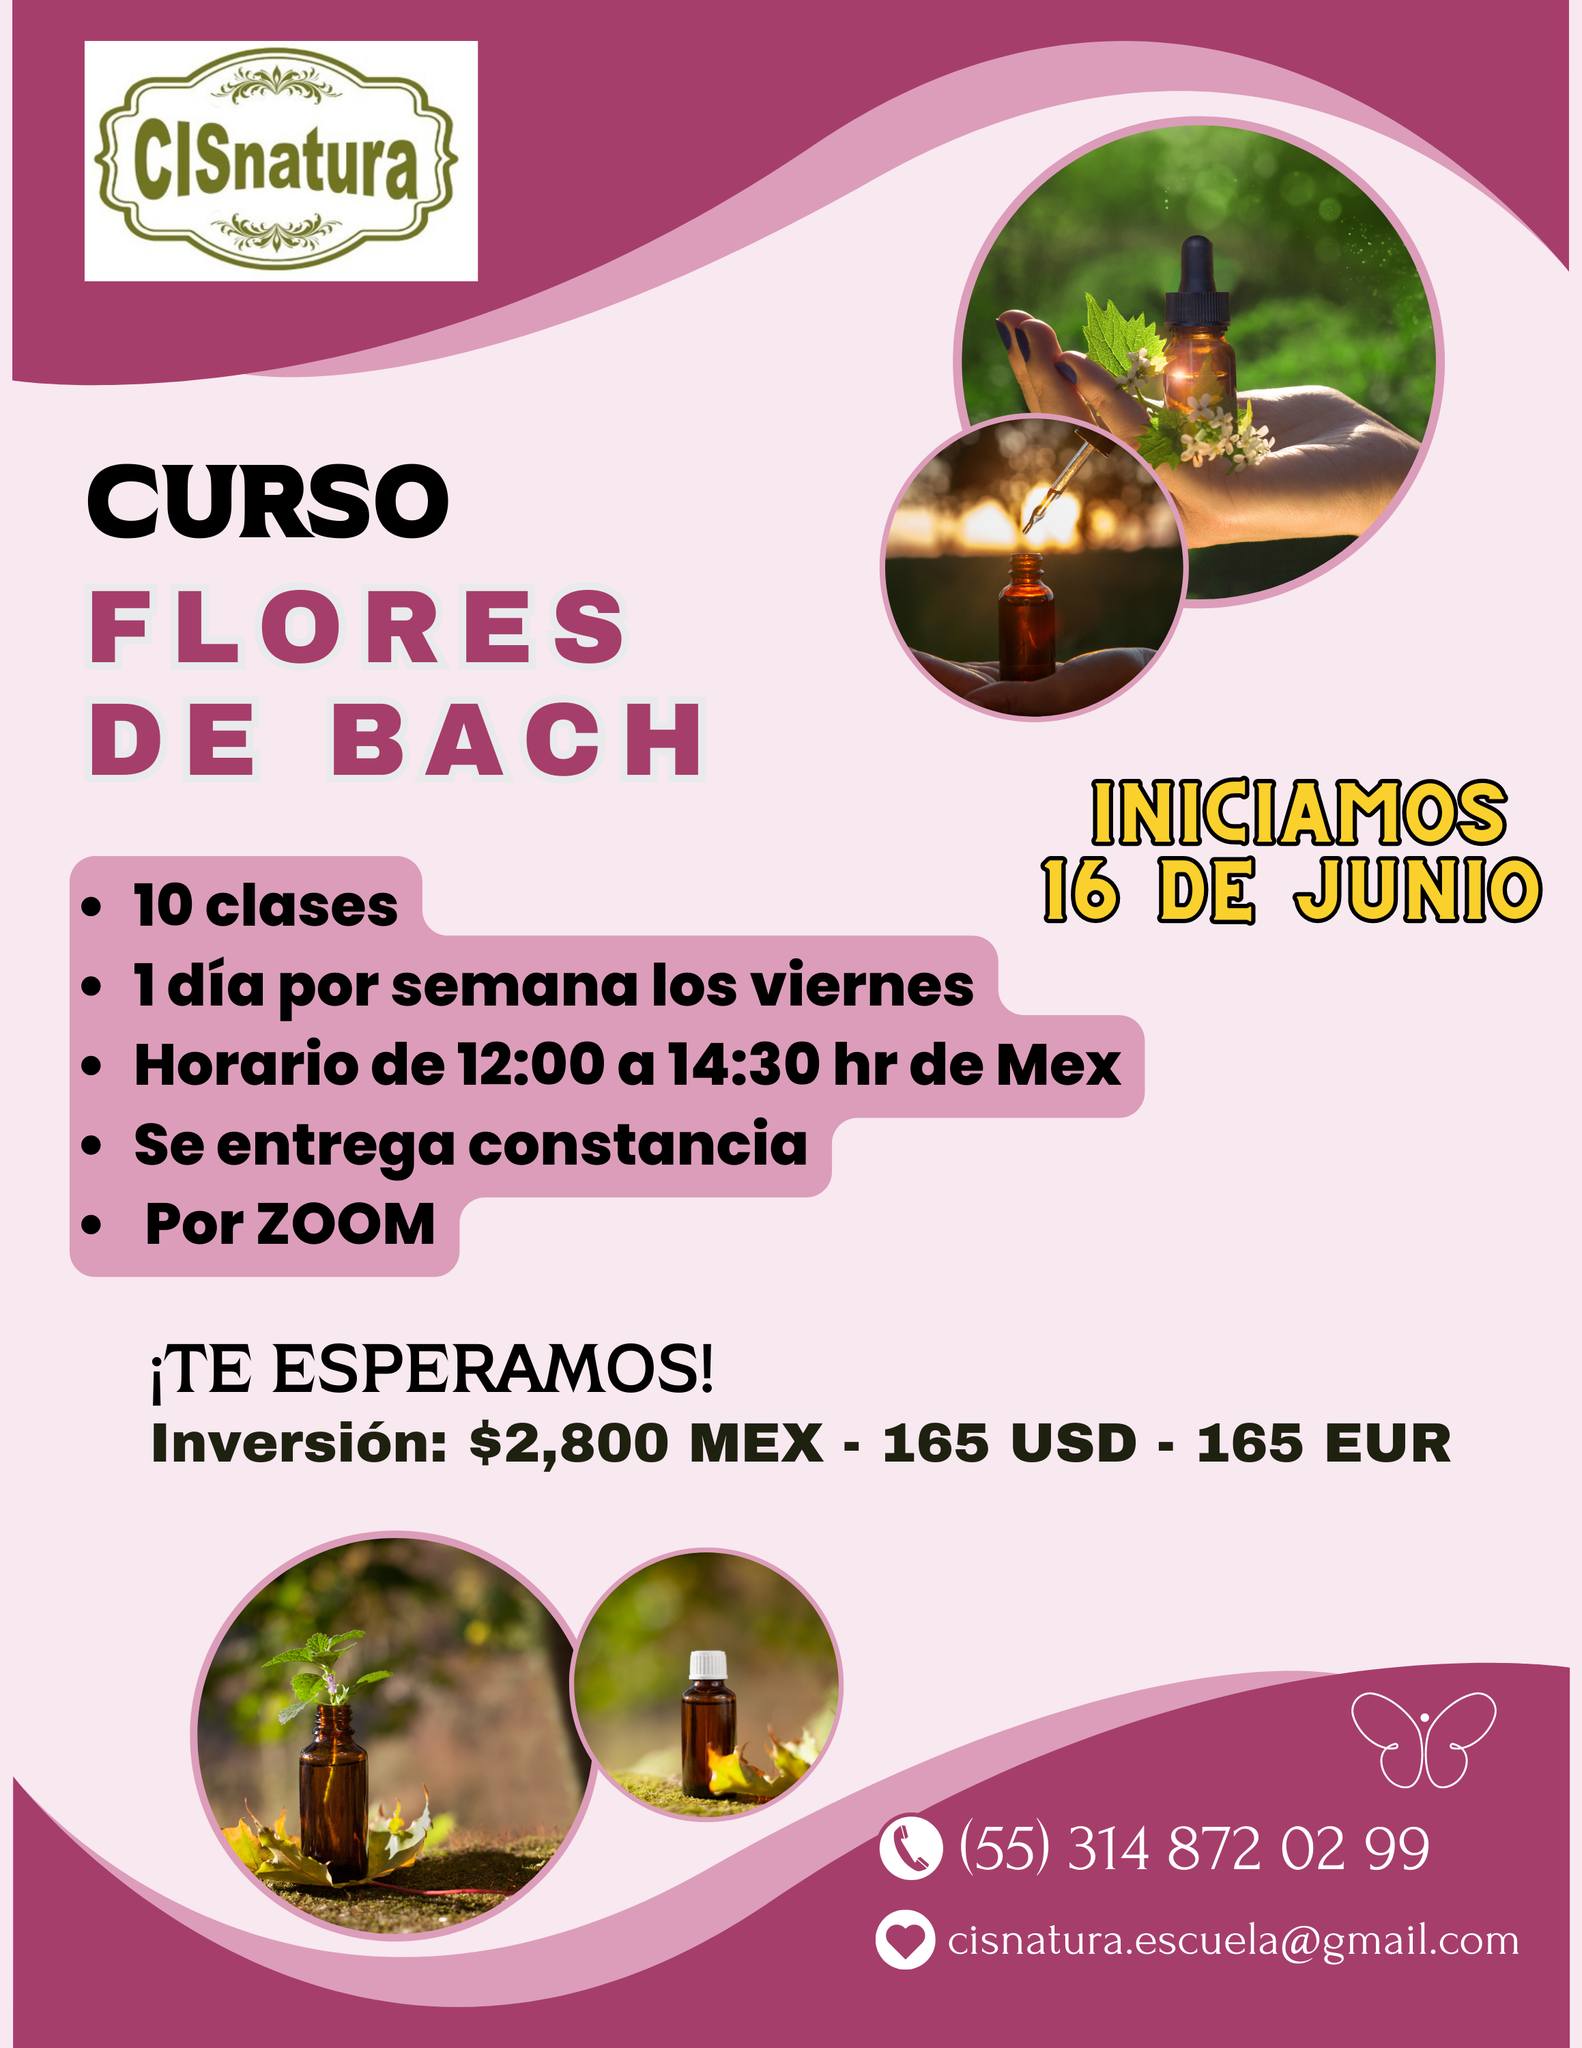 CISnatura
CURSO
FLORES
DE BACH
INICIAMOS
16 DE JUNIO
• 10 clases
• 1 día por semana los viernes
• Horario de 12:00 a 14:30 hr de Mex
• Se entrega constancia
• Por ZOOM
¡TE ESPERAMOS!
Inversión: $2,800 MEX - 165 USD - 165 EUR
(55) 314 872 02 99
cisnatura.escuela@gmail.com